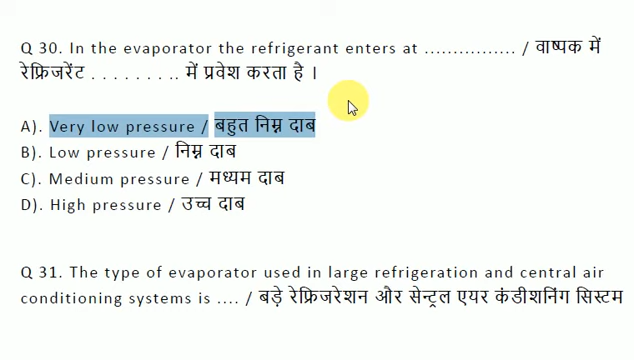 Q 30. In the evaporator the refrigerant enters at ................ / वाष्पक में
रेफ्रिजरेंट . . . . . . . .. में प्रवेश करता है ।
A). Very low pressure / बहुत निम्न दाब
B). Low pressure / निम्न दाब
C). Medium pressure / मध्यम दाब
D). High pressure / उच्च दाब
Q 31. The type of evaporator used in large refrigeration and central air
conditioning systems is .... / बड़े रेफ्रिजरेशन और सेन्ट्रल एयर कंडीशनिंग सिस्टम